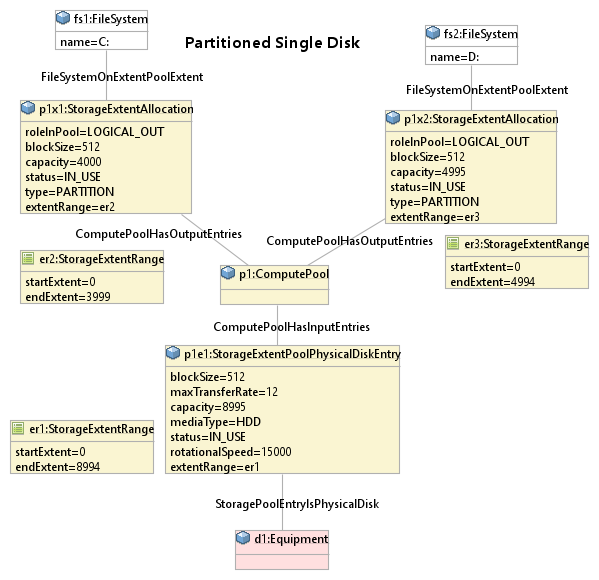 fs1:FileSystem
name=C:
Partitioned Single Disk
fs2:FileSystem
name=D:
FileSystemOnExtentPoolExtent
FileSystemOnExtentPoolExtent
p1x1:StorageExtentAllocation
roleInPool=LOGICAL_OUT
blockSize=512
capacity=4000
status=IN_USE
type=PARTITION
extentRange=er2
p1x2:StorageExtentAllocation
roleInPool=LOGICAL_OUT
blockSize=512
capacity=4995
status=IN_USE
type=PARTITION
extentRange=er3
ComputePoolHasOutputEntries
ComputePoolHasOutputEntries
er2:StorageExtentRange
startExtent=0
endExtent=3999
p1:ComputePool
er3:StorageExtentRange
startExtent=0
endExtent=4994
ComputePoolHasInputEntries
p1e1:StorageExtentPoolPhysicalDiskEntry
blockSize=512
maxTransferRate=12
capacity=8995
mediaType=HDD
status=IN_USE
rotationalSpeed=15000
extentRange=er1
er1:StorageExtentRange
startExtent=0
endExtent=8994
StoragePoolEntryIsPhysicalDisk
d1:Equipment